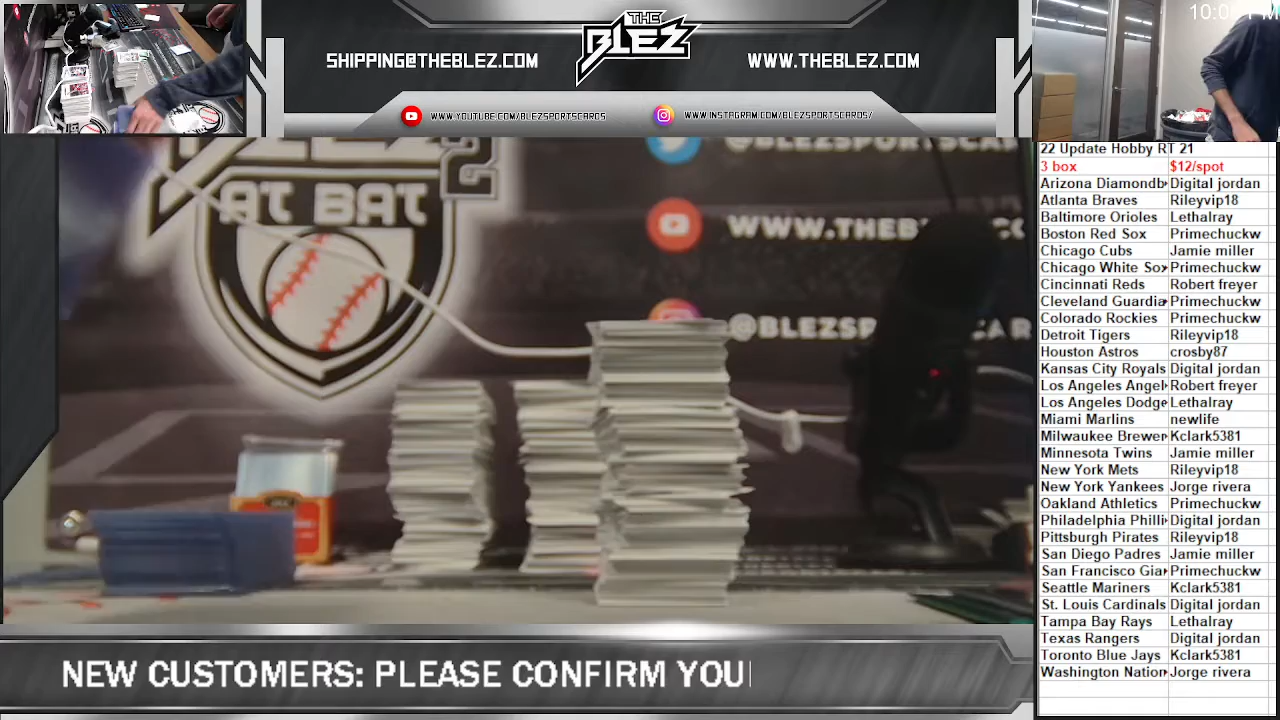 THE
BLEZ
SHIPPING@THEBLEZ.COM
WWW.THEBLEZ.COM
WWW.YOUTUBE.COM/BLEZSPORTSCARDS
WWW.INSTAGRAM.COM/BLEZSPORTSCARDS/
2
AT BAT
@BLEZSPORTSCAR
WWW.THEB
@BLEZSP CAR
22 Update Hobby RT 21
3 box $12/spot
Arizona Diamondb Digital jordan
Atlanta Braves Rileyvip18
Baltimore Orioles Lethalray
Boston Red Sox Primechuckw
Chicago Cubs Jamie miller
Chicago White Sox Primechuckw
Cincinnati Reds Robert freyer
Cleveland Guardia Primechuckw
Colorado Rockies Primechuckw
Detroit Tigers Rileyvip18
Houston Astros crosby87
Kansas City Royals Digital jordan
Los Angeles Angel Robert freyer
Los Angeles Dodge Lethalray
Miami Marlins newlife
Milwaukee Brewer Kclark5381
Minnesota Twins Jamie miller
New York Mets Rileyvip18
New York Yankees Jorge rivera
Oakland Athletics Primechuckw
Philadelphia Philli Digital jordan
Pittsburgh Pirates Rileyvip18
San Diego Padres Jamie miller
San Francisco Gia Primechuckw
Seattle Mariners Kclark5381
St. Louis Cardinals Digital jordan
Tampa Bay Rays Lethalray
Texas Rangers Digital jordan
Toronto Blue Jays Kclark5381
Washington Nation Jorge rivera
NEW CUSTOMERS: PLEASE CONFIRM YOU